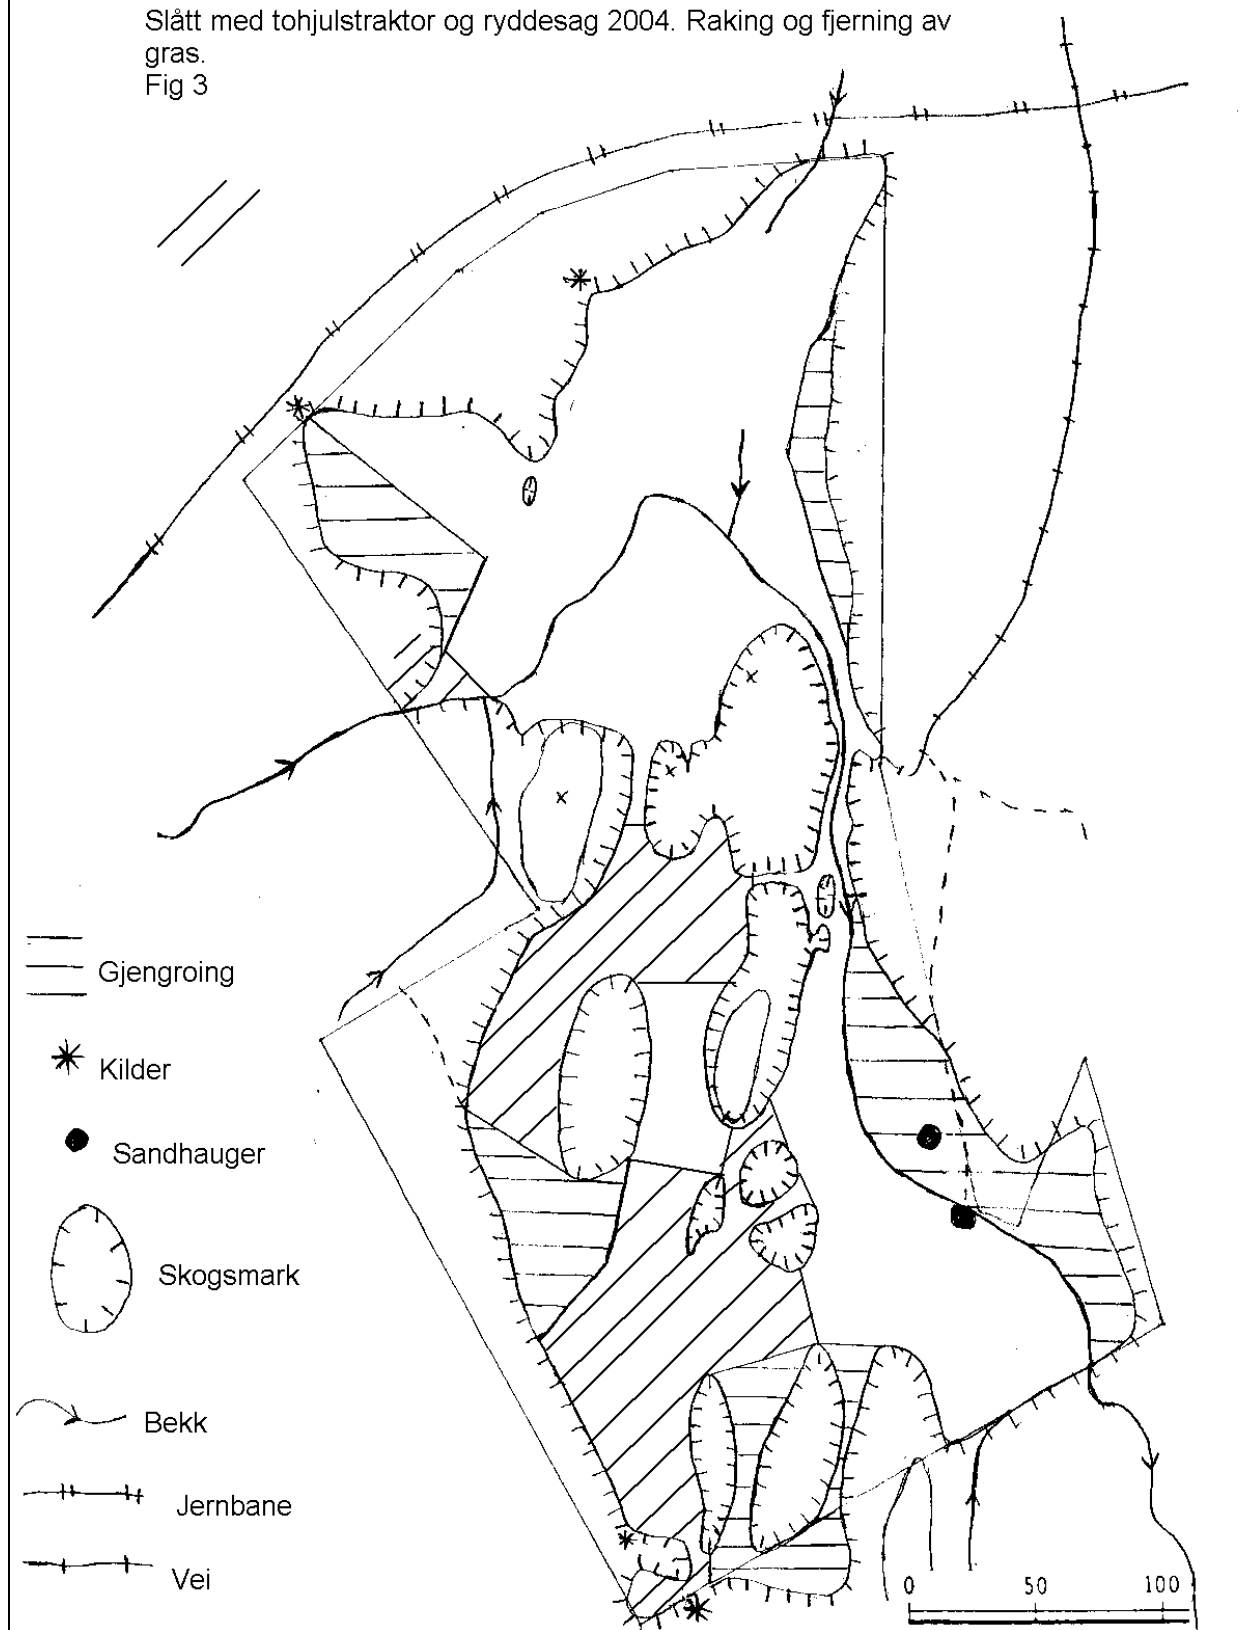 Slått med tohjulstraktor og ryddesag 2004. Raking og fjerning av
gras.
Fig 3
Gjengroing
Kilder
Sandhauger
Skogsmark
Bekk
Jernbane
Vei
0 50 100